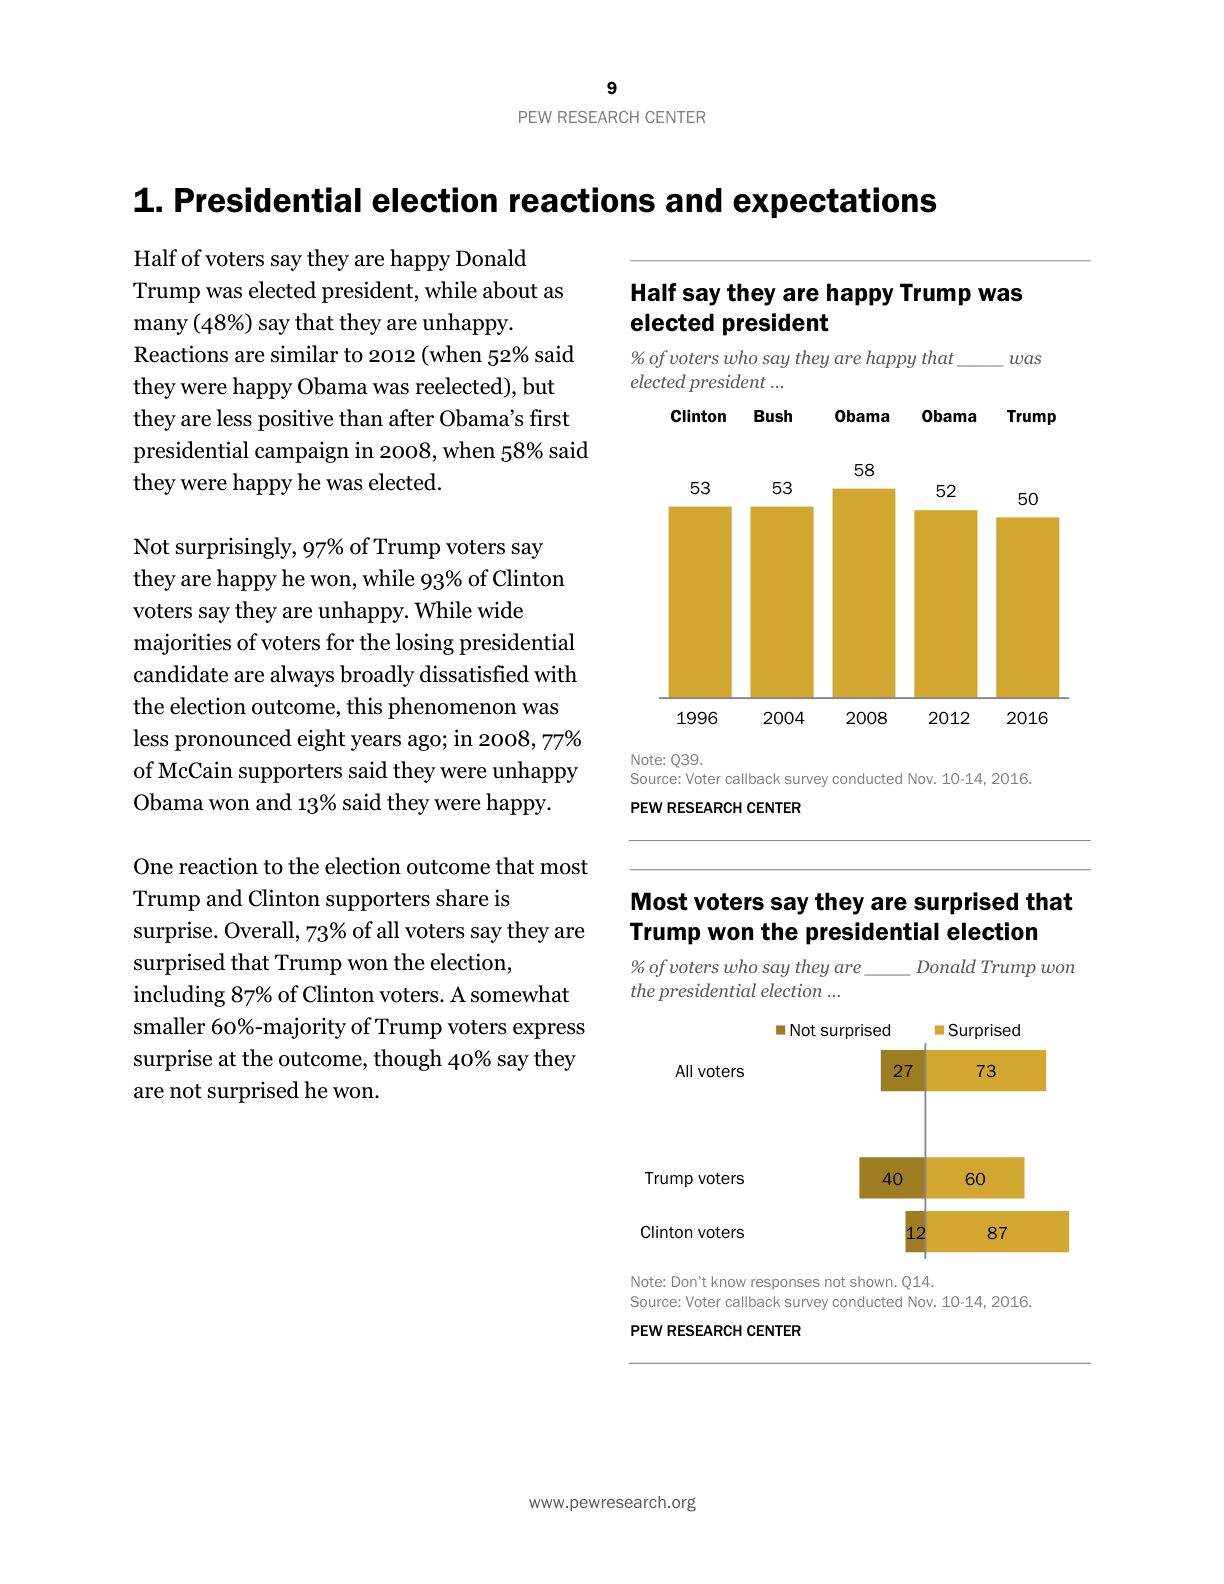 9
PEW RESEARCH CENTER
1. Presidential election reactions and expectations
Half of voters say they are happy Donald
Trump was elected president, while about as
many (48%) say that they are unhappy.
Reactions are similar to 2012 (when 52% said
they were happy Obama was reelected), but
they are less positive than after Obama’s first
presidential campaign in 2008, when 58% said
they were happy he was elected.
Not surprisingly, 97% of Trump voters say
they are happy he won, while 93% of Clinton
voters say they are unhappy. While wide
majorities of voters for the losing presidential
candidate are always broadly dissatisfied with
the election outcome, this phenomenon was
less pronounced eight years ago; in 2008, 77%
of McCain supporters said they were unhappy
Obama won and 13% said they were happy.
One reaction to the election outcome that most
Trump and Clinton supporters share is
surprise. Overall, 73% of all voters say they are
surprised that Trump won the election,
including 87% of Clinton voters. A somewhat
smaller 60%-majority of Trump voters express
surprise at the outcome, though 40% say they
are not surprised he won.
Half say they are happy Trump was
elected president
% of voters who say they are happy that _____ was
elected president ...
Clinton Bush Obama Obama Trump
53 53 58 52 50
1996 2004 2008 2012 2016
Note: Q39.
Source: Voter callback survey conducted Nov. 10-14, 2016.
PEW RESEARCH CENTER
Most voters say they are surprised that
Trump won the presidential election
% of voters who say they are _____ Donald Trump won
the presidential election ...
Not surprised Surprised
All voters 27 73
Trump voters 40 60
Clinton voters 12 87
Note: Don’t know responses not shown. Q14.
Source: Voter callback survey conducted Nov. 10-14, 2016.
PEW RESEARCH CENTER
www.pewresearch.org